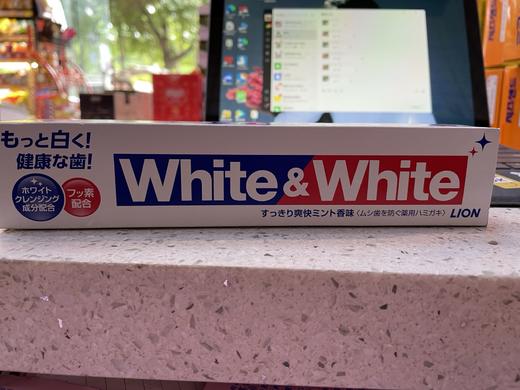 もっと白く!
健康な歯!
ホワイト
クレンジング
成分配合
フッ素
配合
White & White
すっきり爽快ミント香味〈ムシ歯を防ぐ薬用ハミガキ〉 LION